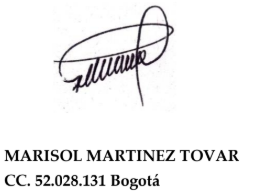 MARISOL MARTINEZ TOVAR
CC. 52.028.131 Bogotá